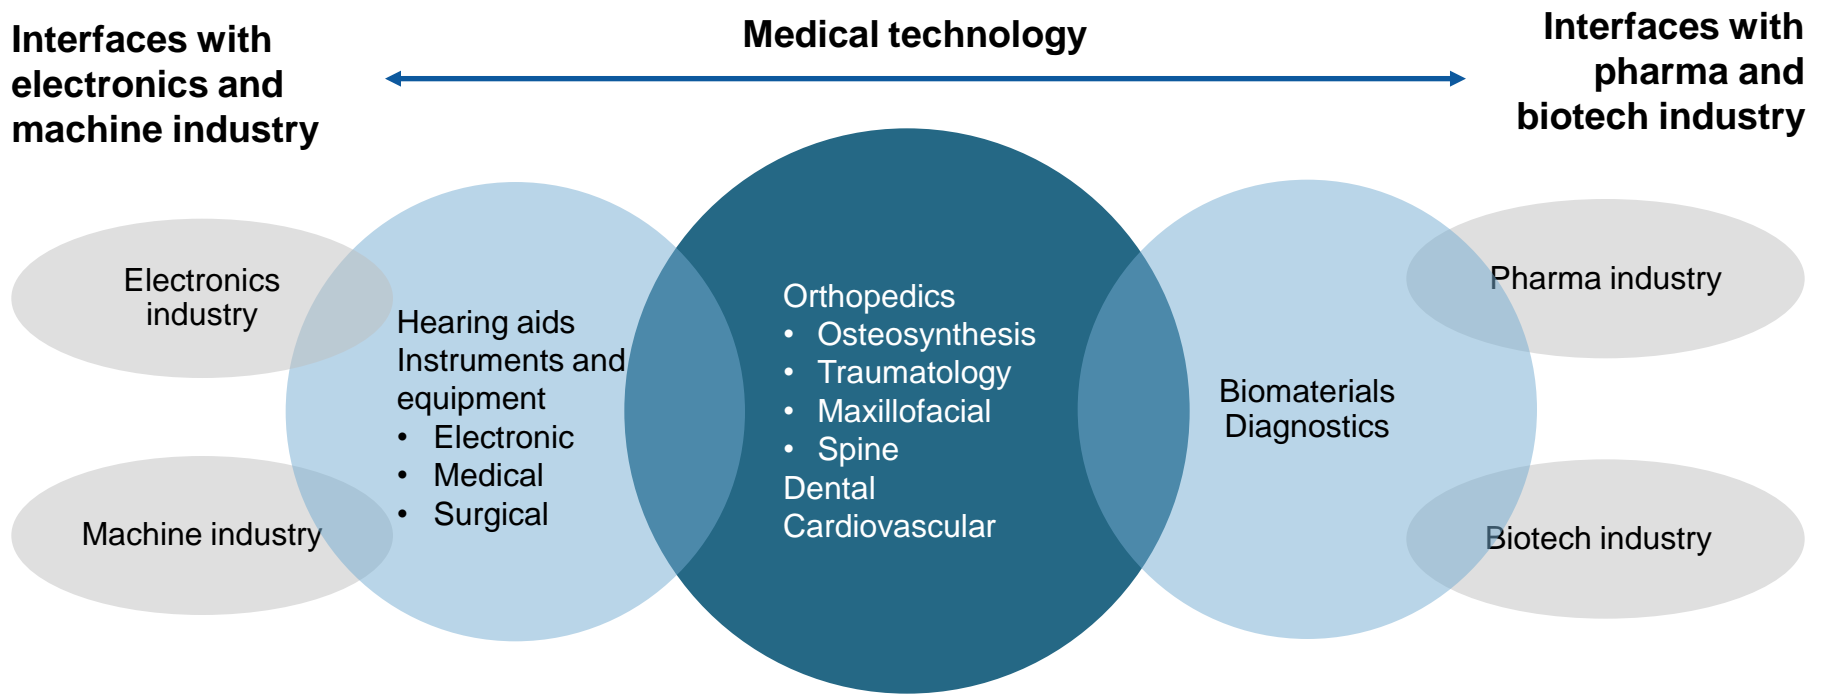 Interfaces with
electronics and
machine industry
Medical technology
Interfaces with
pharma and
biotech industry
Electronics
industry
Machine industry
Hearing aids
Instruments and
equipment
• Electronic
• Medical
• Surgical
Orthopedics
• Osteosynthesis
• Traumatology
• Maxillofacial
• Spine
Dental
Cardiovascular
Biomaterials
Diagnostics
Pharma industry
Biotech industry